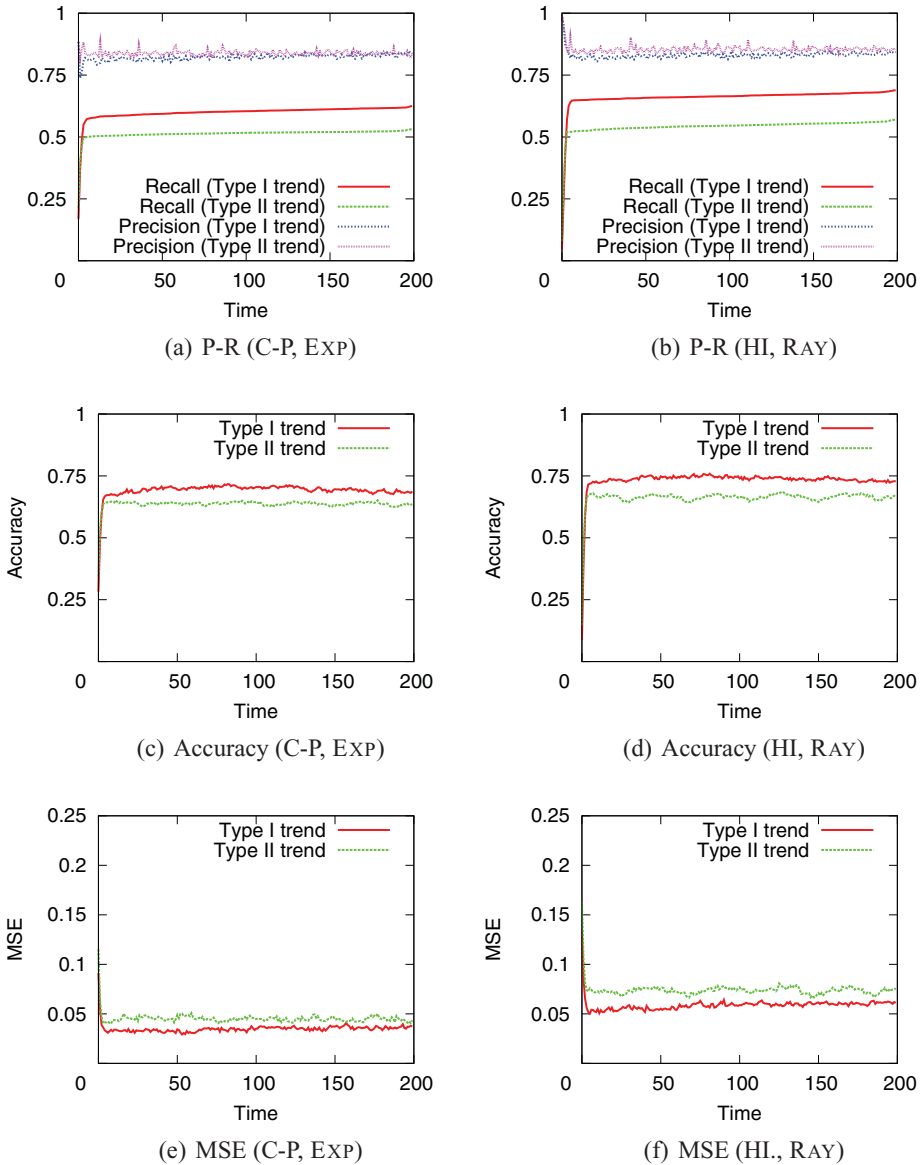 1
0.75
0.5
0.25
Recall (Type I trend)
Recall (Type II trend)
Precision (Type I trend)
Precision (Type II trend)
0 50 100 150 200
Time
(a) P-R (C-P, EXP)
1
0.75
0.5
0.25
Recall (Type I trend)
Recall (Type II trend)
Precision (Type I trend)
Precision (Type II trend)
0 50 100 150 200
Time
(b) P-R (HI, RAY)
1
0.75
0.5
0.25
Accuracy
Type I trend
Type II trend
0 50 100 150 200
Time
(c) Accuracy (C-P, EXP)
1
0.75
0.5
0.25
Accuracy
Type I trend
Type II trend
0 50 100 150 200
Time
(d) Accuracy (HI, RAY)
0.25
0.2
0.15
0.1
0.05
MSE
Type I trend
Type II trend
0 50 100 150 200
Time
(e) MSE (C-P, EXP)
0.25
0.2
0.15
0.1
0.05
MSE
Type I trend
Type II trend
0 50 100 150 200
Time
(f) MSE (HI., RAY)